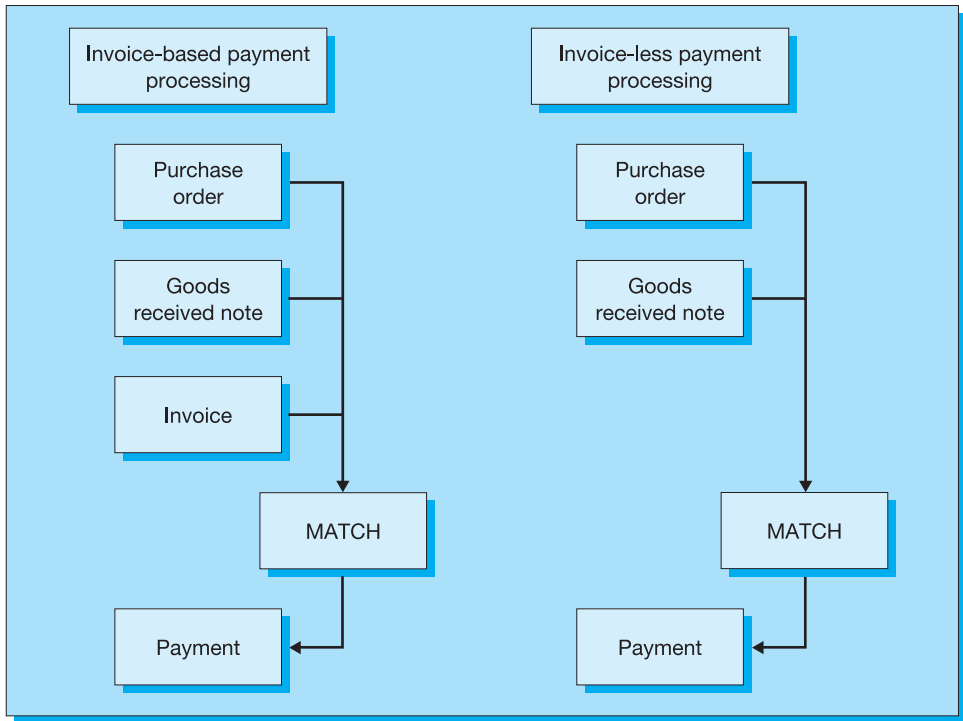 Invoice-based payment
processing
Purchase
order
Goods
received note
Invoice
MATCH
Payment
Invoice-less payment
processing
Purchase
order
Goods
received note
MATCH
Payment